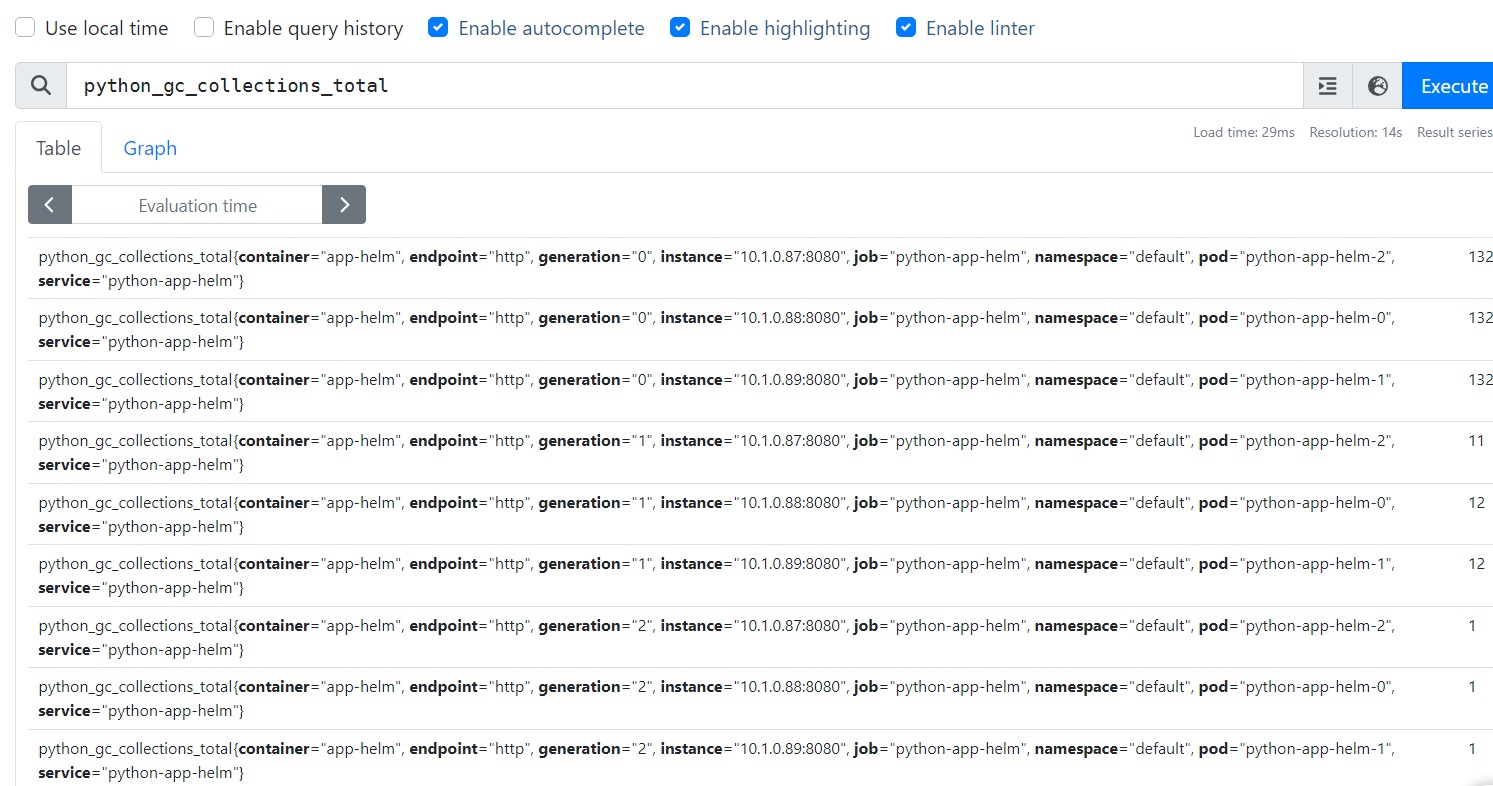 Use local time Enable query history Enable autocomplete Enable highlighting Enable linter
python_gc_collections_total Execute
Table Graph Load time: 29ms Resolution: 14s Result series
Evaluation time
python_gc_collections_total{container="app-helm", endpoint="http", generation="0", instance="10.1.0.87:8080", job="python-app-helm", namespace="default", pod="python-app-helm-2", 132
service="python-app-helm"}
python_gc_collections_total{container="app-helm", endpoint="http", generation="0", instance="10.1.0.88:8080", job="python-app-helm", namespace="default", pod="python-app-helm-0", 132
service="python-app-helm"}
python_gc_collections_total{container="app-helm", endpoint="http", generation="0", instance="10.1.0.89:8080", job="python-app-helm", namespace="default", pod="python-app-helm-1", 132
service="python-app-helm"}
python_gc_collections_total{container="app-helm", endpoint="http", generation="1", instance="10.1.0.87:8080", job="python-app-helm", namespace="default", pod="python-app-helm-2", 11
service="python-app-helm"}
python_gc_collections_total{container="app-helm", endpoint="http", generation="1", instance="10.1.0.88:8080", job="python-app-helm", namespace="default", pod="python-app-helm-0", 12
service="python-app-helm"}
python_gc_collections_total{container="app-helm", endpoint="http", generation="1", instance="10.1.0.89:8080", job="python-app-helm", namespace="default", pod="python-app-helm-1", 12
service="python-app-helm"}
python_gc_collections_total{container="app-helm", endpoint="http", generation="2", instance="10.1.0.87:8080", job="python-app-helm", namespace="default", pod="python-app-helm-2", 1
service="python-app-helm"}
python_gc_collections_total{container="app-helm", endpoint="http", generation="2", instance="10.1.0.88:8080", job="python-app-helm", namespace="default", pod="python-app-helm-0", 1
service="python-app-helm"}
python_gc_collections_total{container="app-helm", endpoint="http", generation="2", instance="10.1.0.89:8080", job="python-app-helm", namespace="default", pod="python-app-helm-1", 1
service="python-app-helm"}